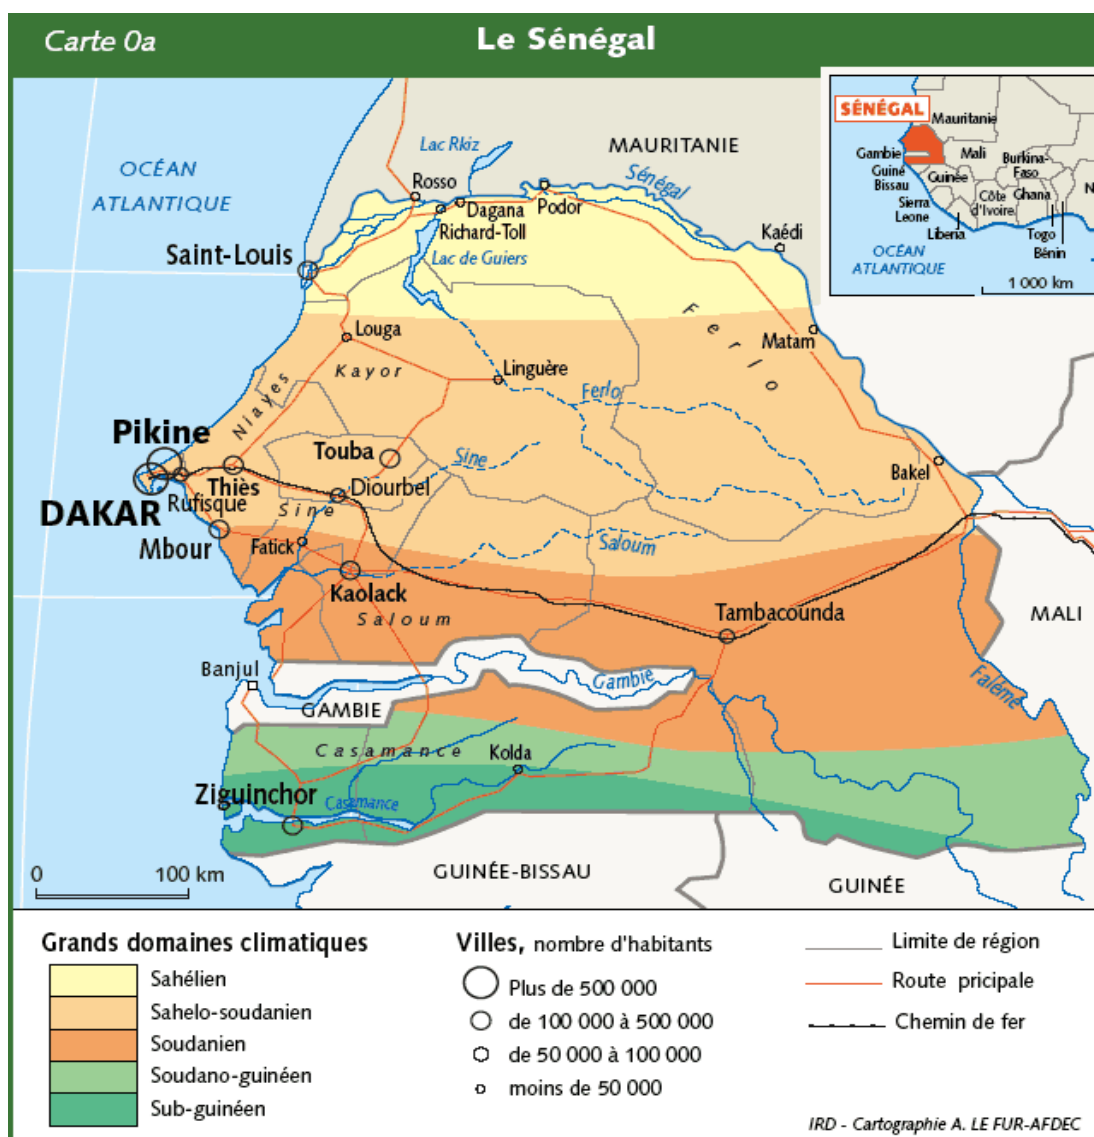 Carte 0a
Le Sénégal
OCÉAN
ATLANTIQUE
Lac Rkiz
MAURITANIE
Sénégal
Rosso
Dagana
Podor
Richard-Toll
Kaédi
Saint-Louis
Lac de Guiers
Louga
Kayor
Linguère
Ferlo
Matam
Niayes
Ferlo
Pikine
Touba
Sine
Bakel
Thiès
Diourbel
Rufisque
Sine
DAKAR
Mbour
Fatick
Saloum
Kaolack
Saloum
Tambacounda
MALI
Banjul
Gambie
Falémé
GAMBIE
Casamance
Kolda
Ziguinchor
Casamance
GUINÉE-BISSAU
GUINÉE
0 100 km
SÉNÉGAL
Mauritanie
Gambie
Mali
Burkina-
Faso
Guiné
Bissau
Guinée
N
Côte
d'Ivoire
Ghana
Sierra
Leone
Liberia
Togo
Bénin
OCÉAN
ATLANTIQUE
1 000 km
Grands domaines climatiques
Sahélien
Sahelo-soudanien
Soudanien
Soudano-guinéen
Sub-guinéen
Villes, nombre d'habitants
Plus de 500 000
de 100 000 à 500 000
de 50 000 à 100 000
moins de 50 000
Limite de région
Route pricipale
Chemin de fer
IRD - Cartographie A. LE FUR-AFDEC